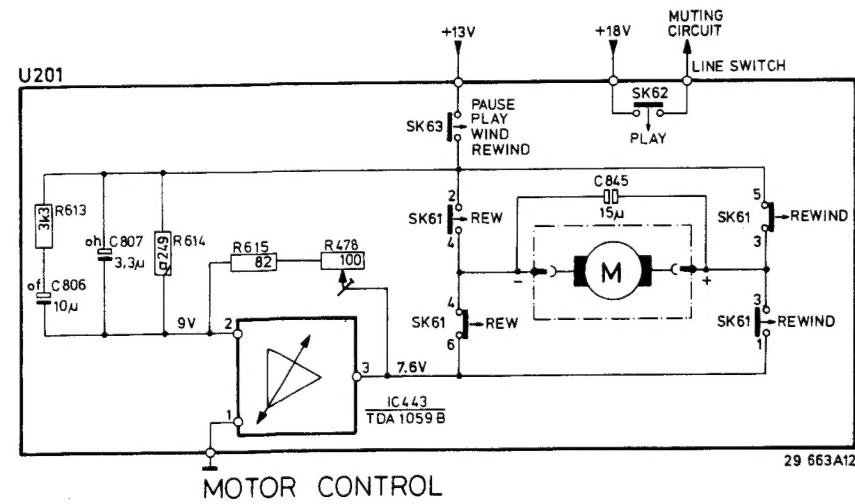 MUTING
CIRCUIT
+13V
+18V
U201
LINE SWITCH
SK62
PLAY
SK63
PAUSE
PLAY
WIND
REWIND
R613
3k3
oh C807
3,3µ
R614
249
of C806
10µ
R615
82
R478
100
2
SK61
REW
4
C845
15µ
5
SK61
REWIND
3
M
-
+
4
SK61
REW
6
3
SK61
REWIND
1
9V
2
3
7.6V
1
IC443
TDA1059B
29 663A12
MOTOR CONTROL